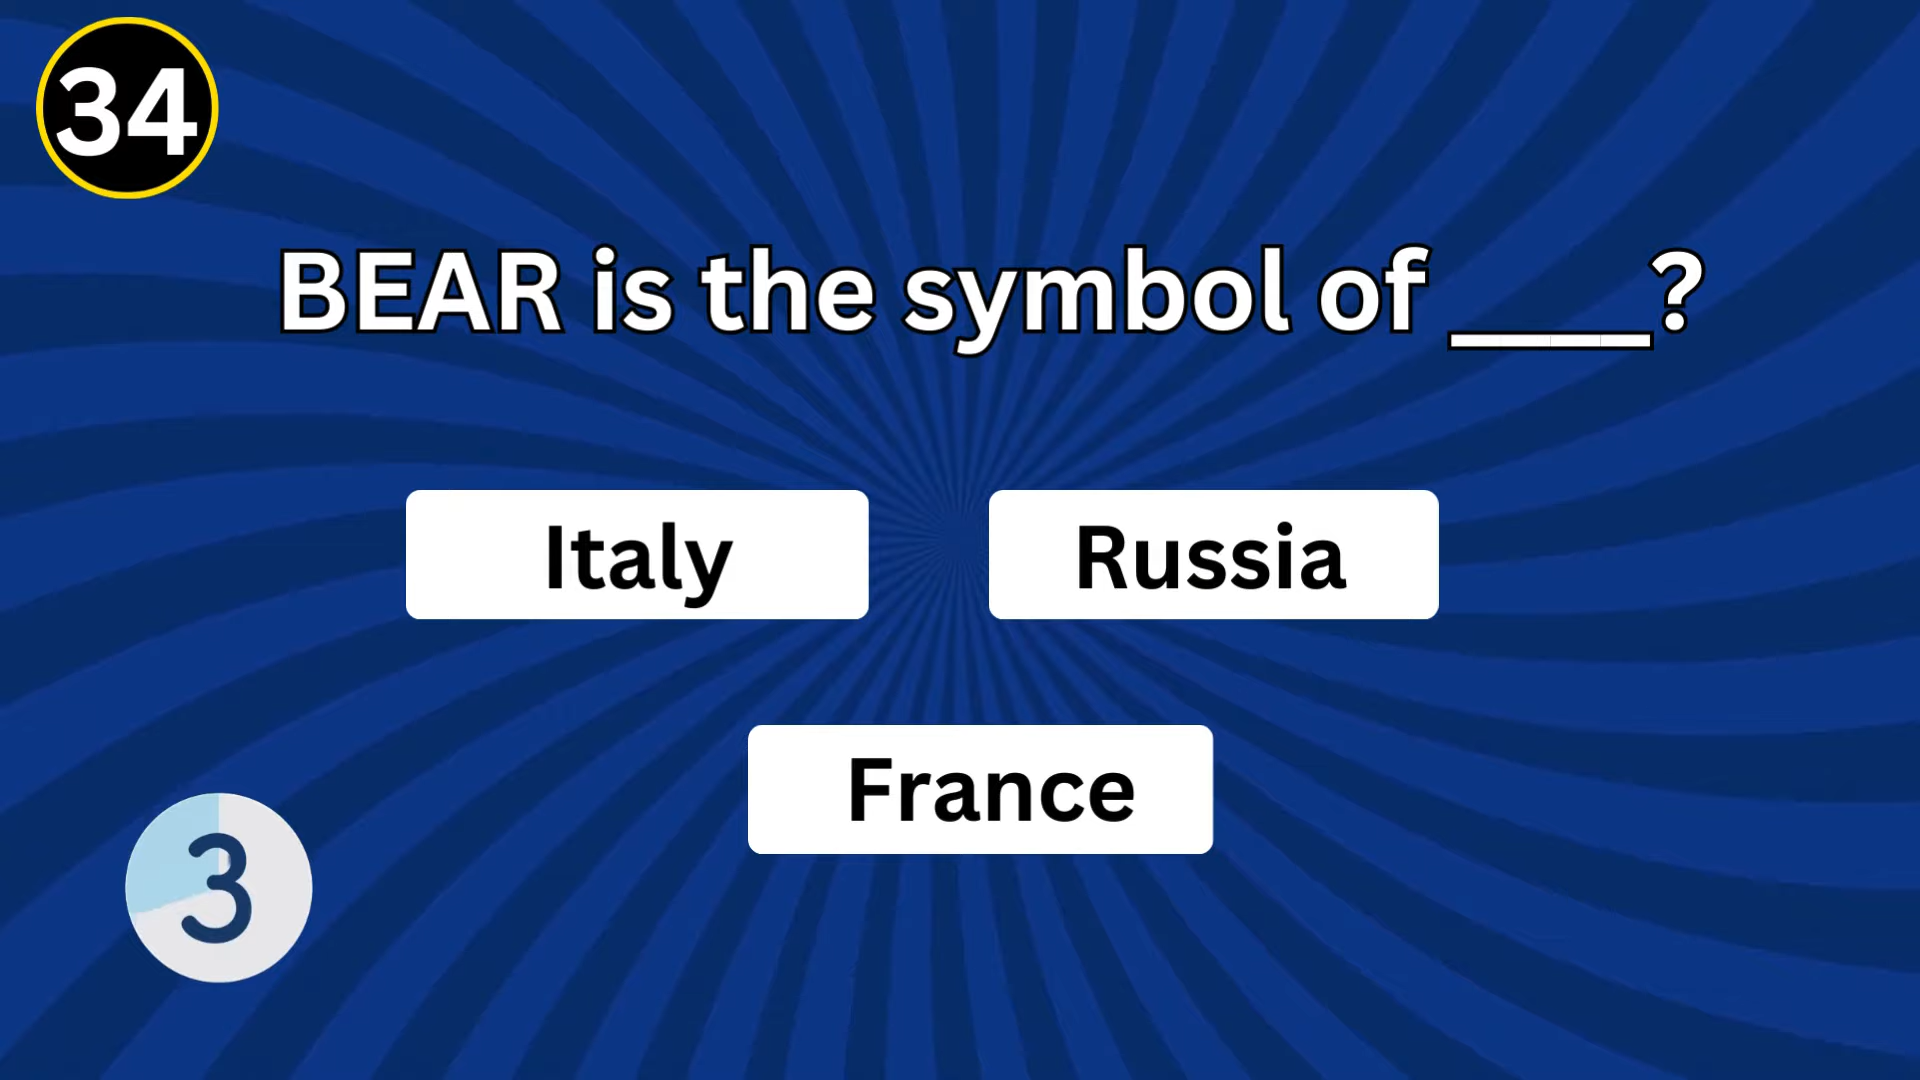 34
BEAR is the symbol of ____?
Italy
Russia
France
3